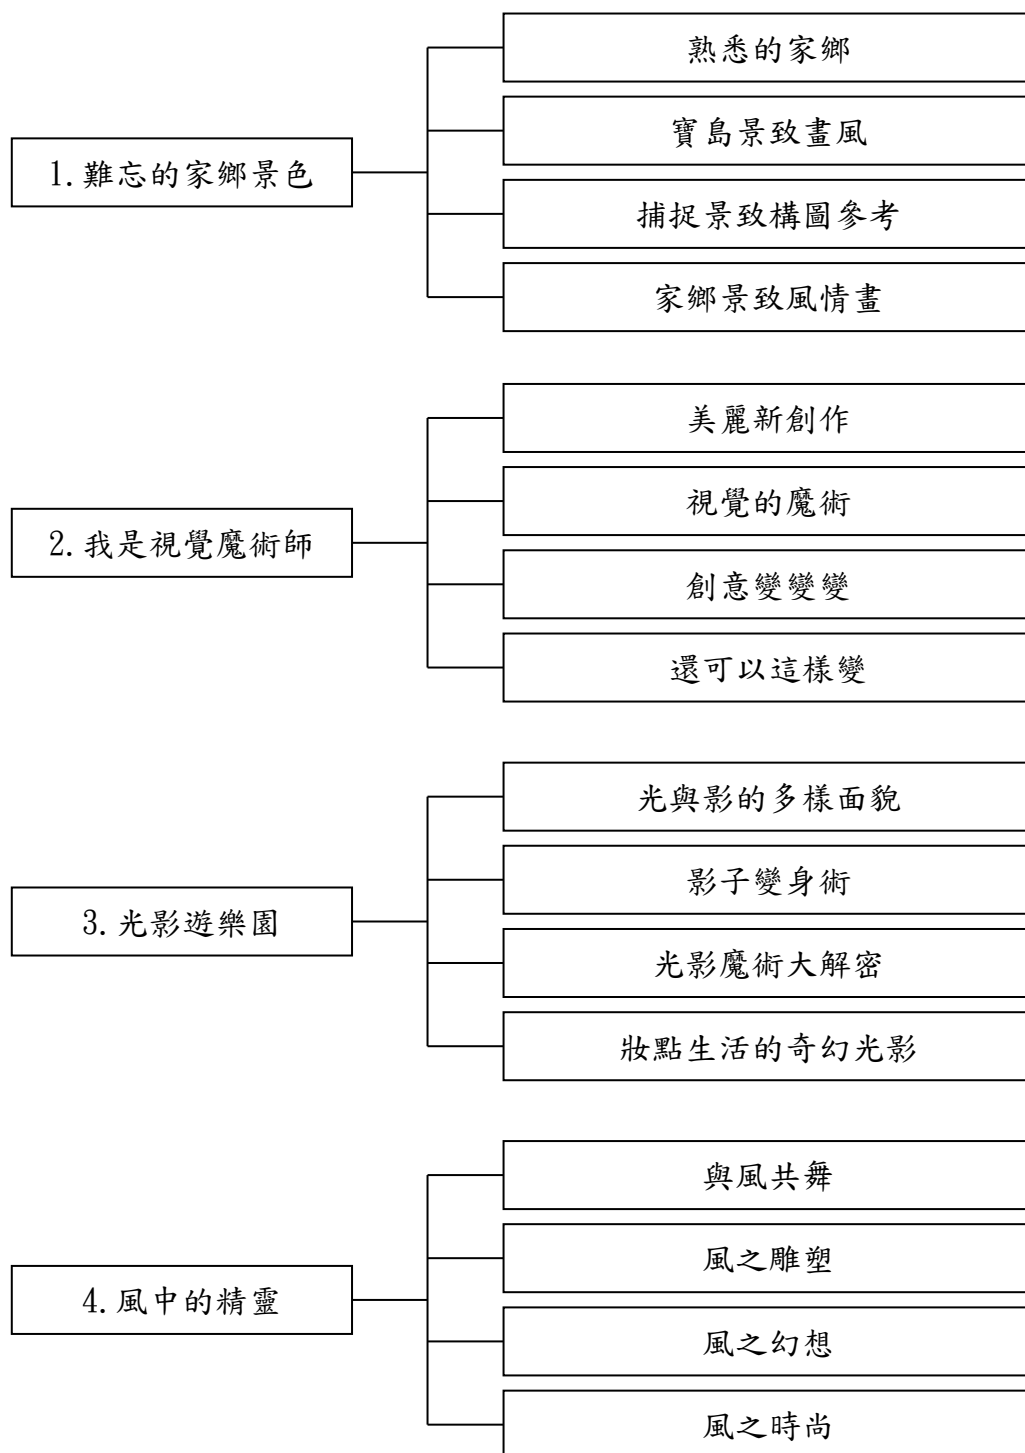 1.難忘的家鄉景色
熟悉的家鄉
寶島景致畫風
捕捉景致構圖參考
家鄉景致風情畫
2.我是視覺魔術師
美麗新創作
視覺的魔術
創意變變變
還可以這樣變
3.光影遊樂園
光與影的多樣面貌
影子變身術
光影魔術大解密
妝點生活的奇幻光影
4.風中的精靈
與風共舞
風之雕塑
風之幻想
風之時尚